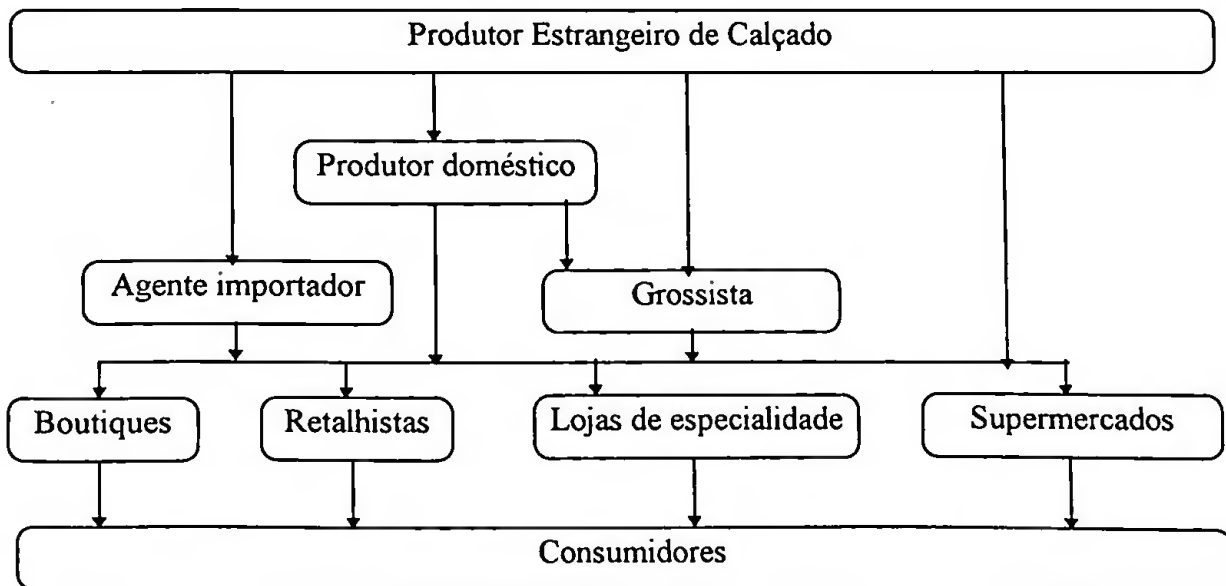 Produtor Estrangeiro de Calçado
Produtor doméstico
Agente importador
Grossista
Boutiques
Retalhistas
Lojas de especialidade
Supermercados
Consumidores